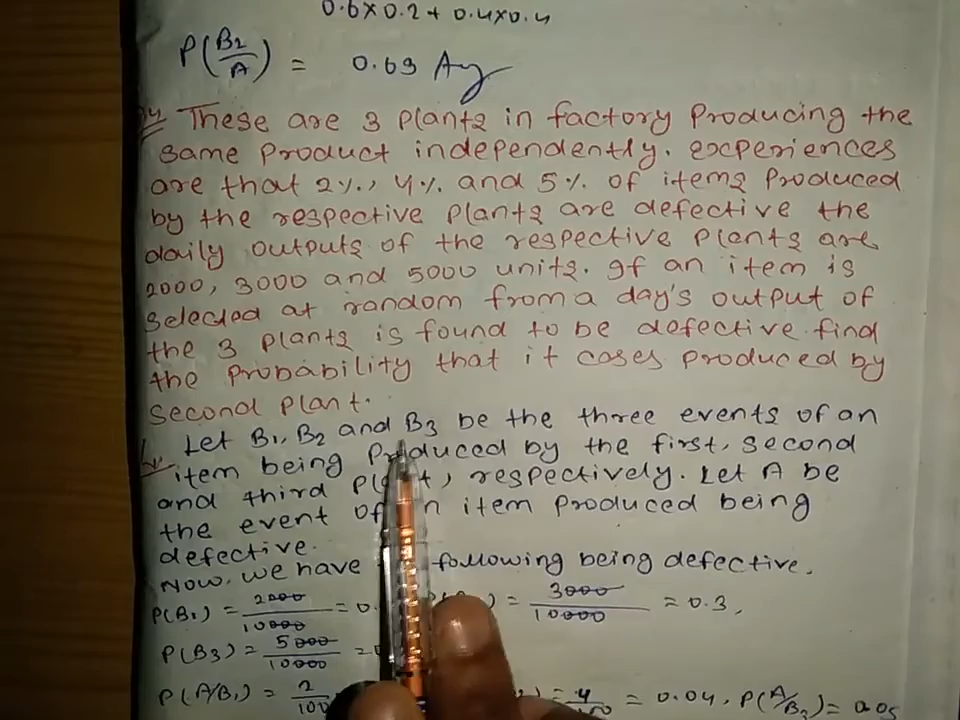 0.6×0.2+ 0.4×0.4
P(B2/A) = 0.69 Ay
These are 3 plants in factory Producing the
same product independently. experiences
are that 2%, 4% and 5% of items Produced
by the respective Plants are defective the
daily outputs of the respective Plants are
2000, 3000 and 5000 units. If an item is
selected at random from a day's output of
the 3 plants is found to be defective find
the Probability that it cases produced by
second plant.
Let B1, B2 and B3 be the three events of an
item being Produced by the first, second
and third respectively. Let A be
the event item produced being
defective.
Now, we have following being defective.
P(B1) = 2000/10000 = 3000/10000 = 0.3,
P(B3) = 5000/10000 =
P(A/B1) = 2/100 = 0.04, P(A/B3) = 0.05